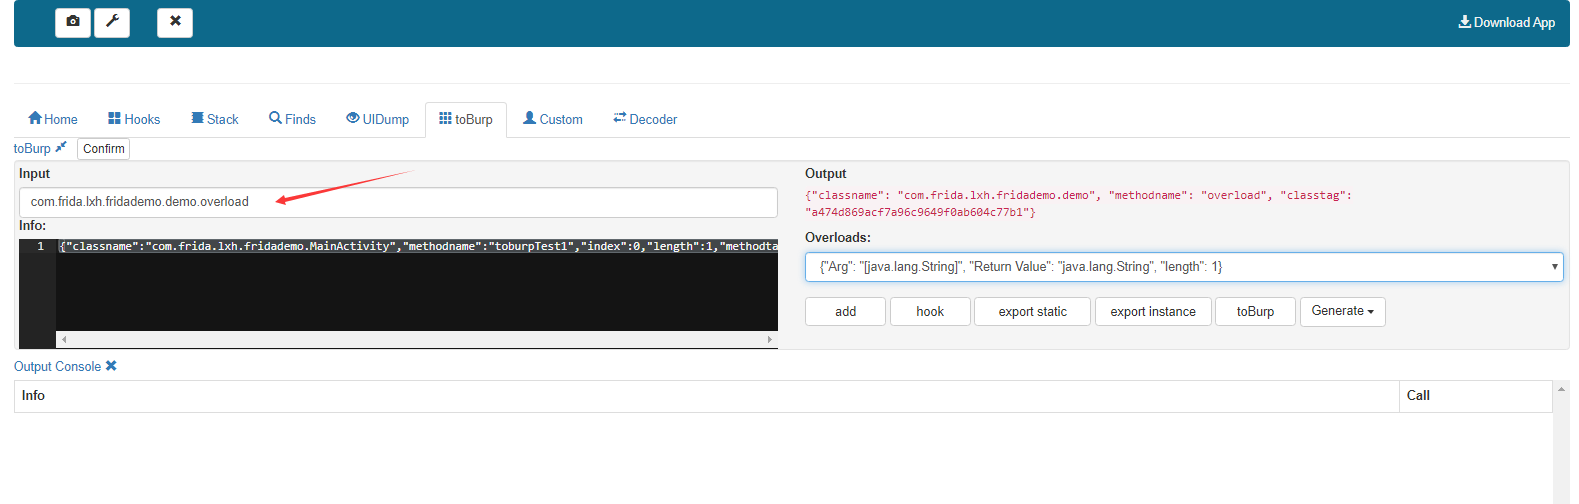 Download App
Home
Hooks
Stack
Finds
UIDump
toBurp
Custom
Decoder
toBurp
Confirm
Input
com.frida.lxh.fridademo.demo.overload
Info:
1
{"classname":"com.frida.lxh.fridademo.MainActivity","methodname":"toburpTest1","index":0,"length":1,"methodta
Output
{"classname": "com.frida.lxh.fridademo.demo", "methodname": "overload", "classtag":
"a474d869acf7a96c9649f0ab604c77b1"}
Overloads:
{"Arg": "[java.lang.String]", "Return Value": "java.lang.String", "length": 1}
add
hook
export static
export instance
toBurp
Generate
Output Console
Info
Call